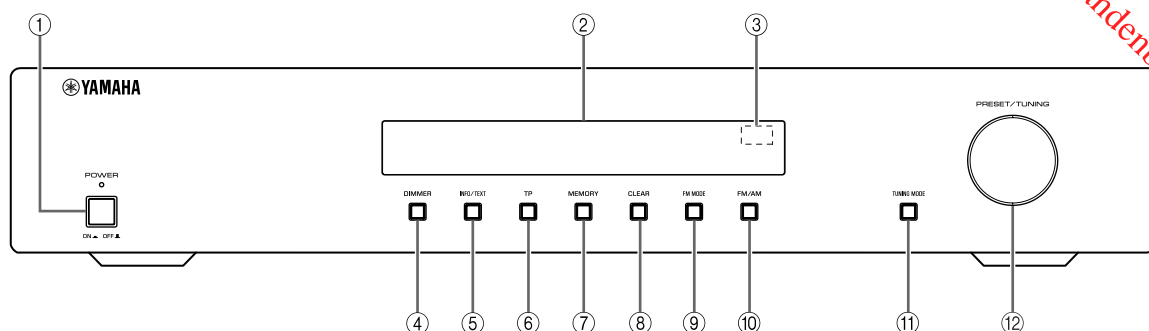 ① ② ③
YAMAHA
PRESET/TUNING
POWER
DIMMER INFO/TEXT TP MEMORY CLEAR FM MODE FM/AM TUNING MODE
ON OFF
④ ⑤ ⑥ ⑦ ⑧ ⑨ ⑩ ⑪ ⑫